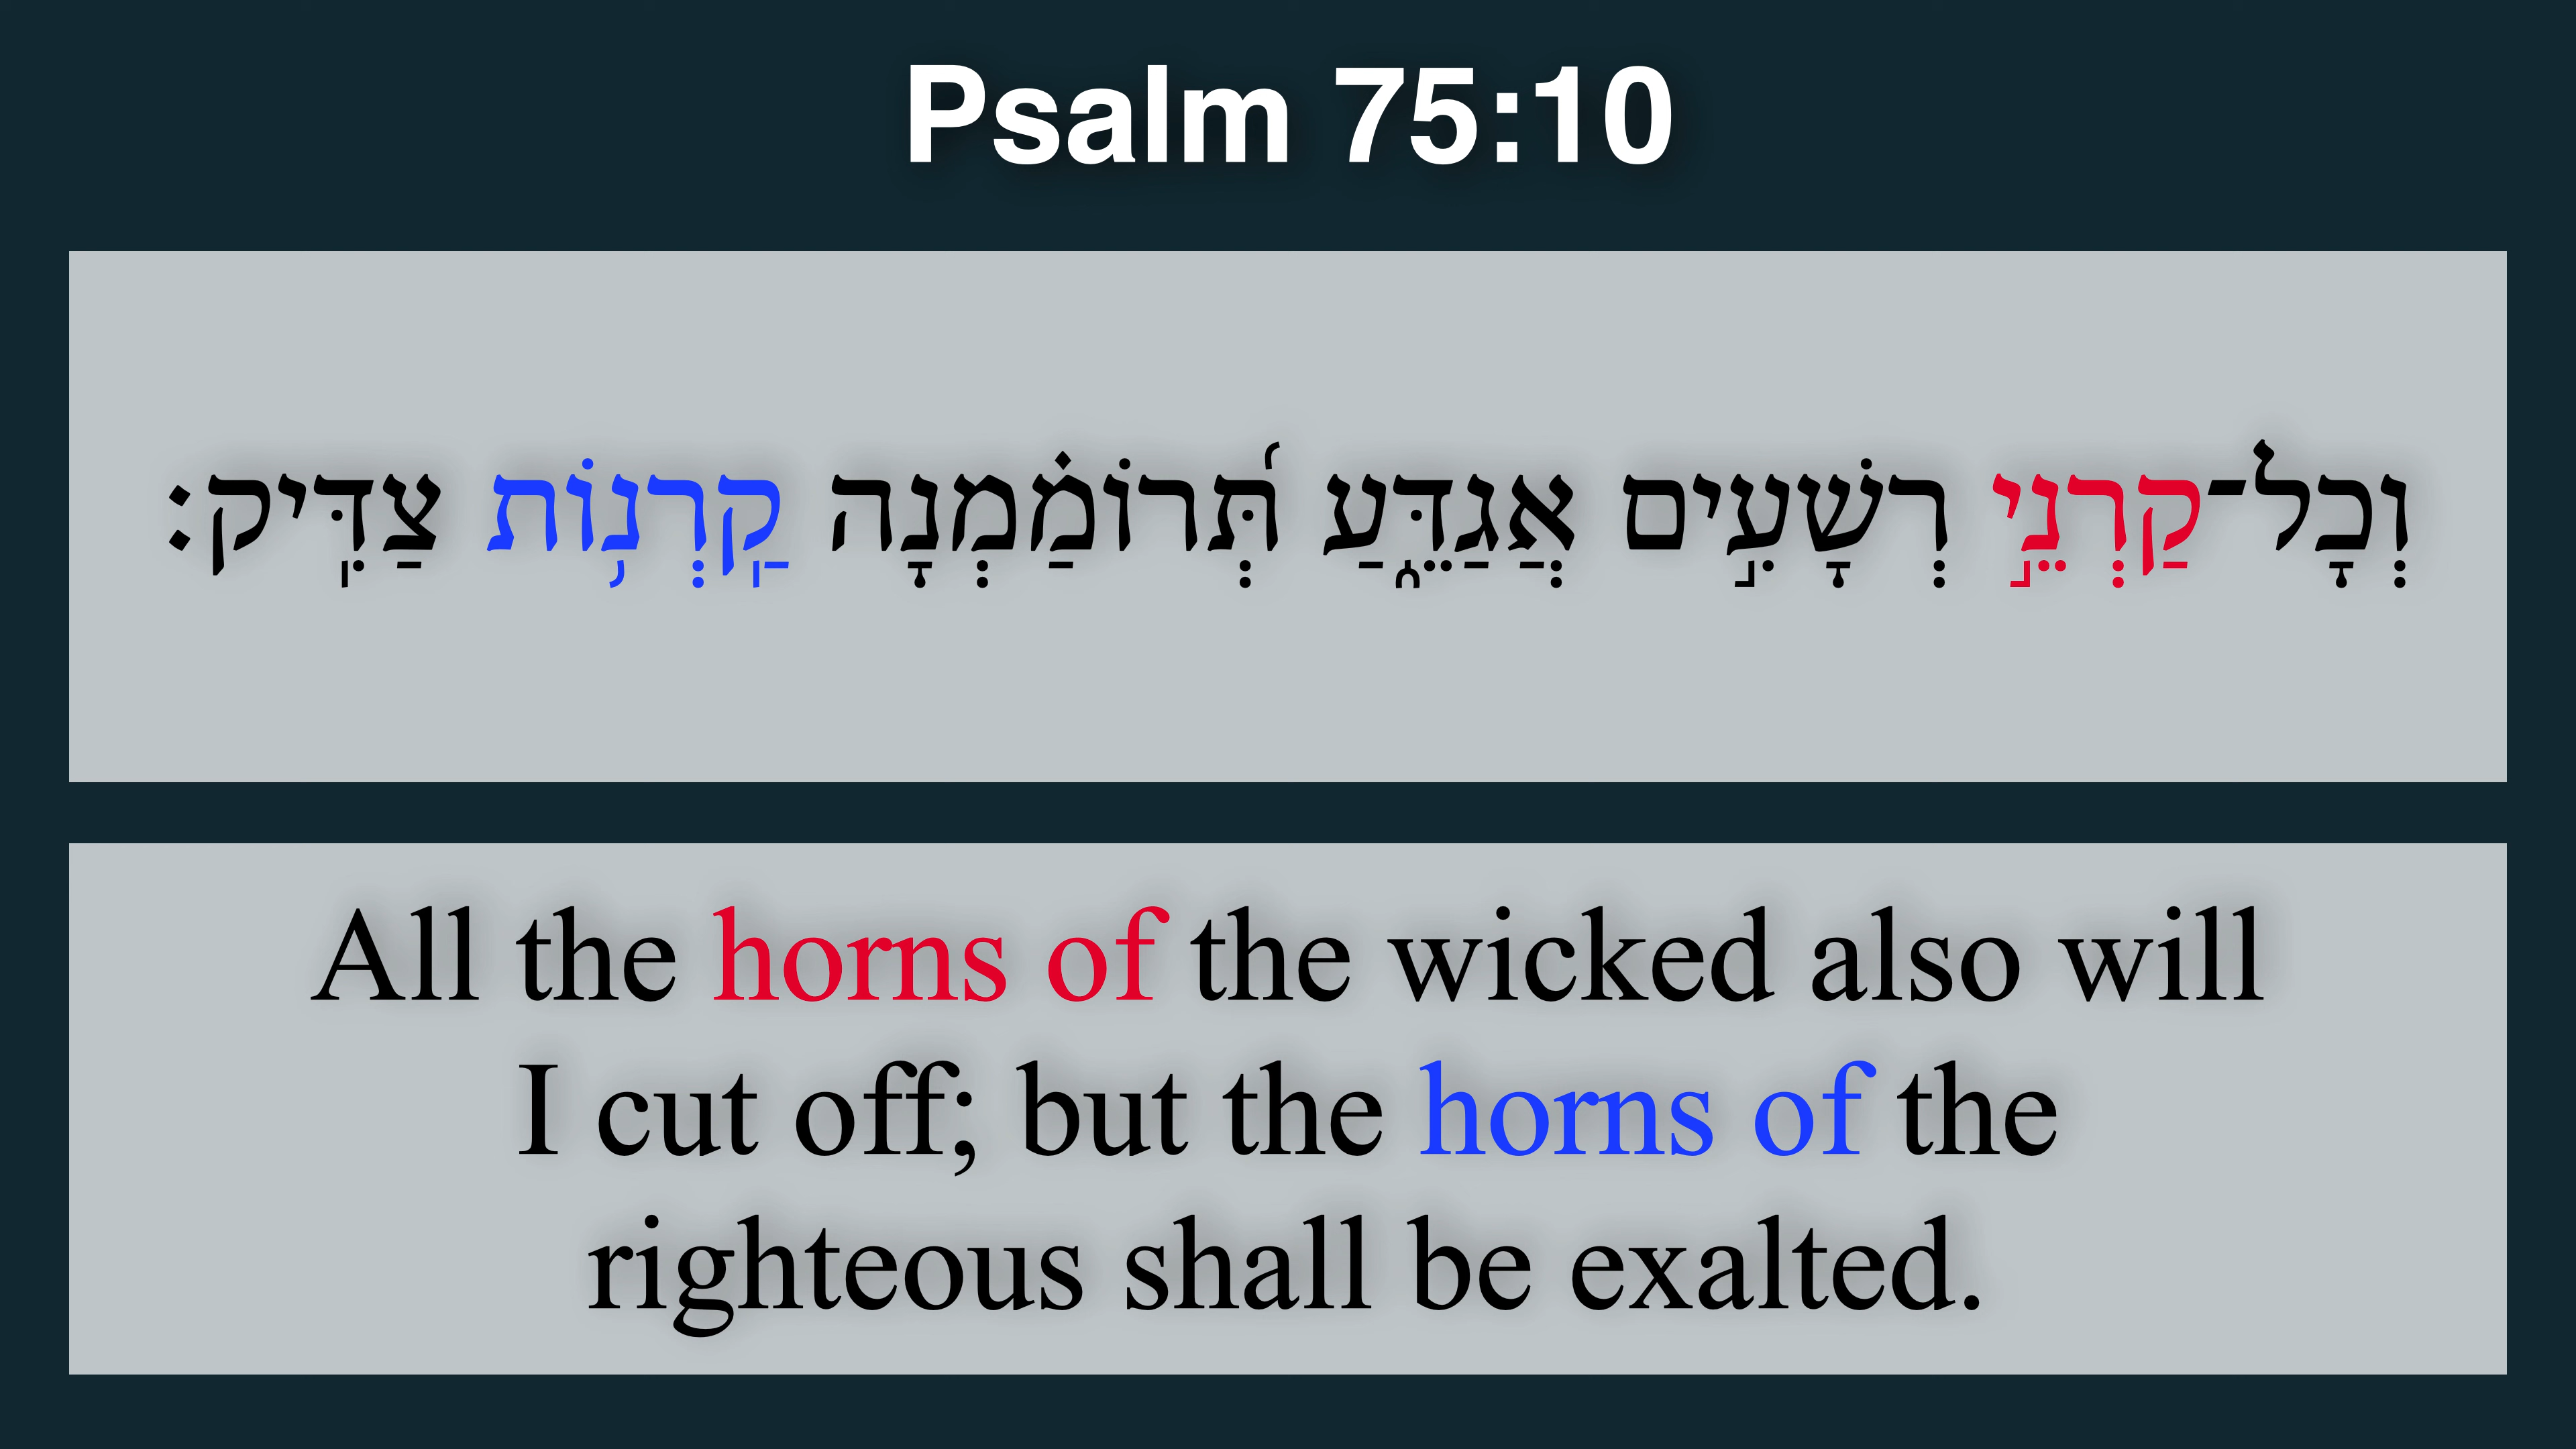 Psalm 75:10
וְכָל־קַרְנֵ֣י רְשָׁעִ֣ים אֲגַדֵּ֑עַ תְּ֝רוֹמַ֗מְנָה קַֽרְנ֥וֹת צַדִּֽיק׃
All the horns of the wicked also will
I cut off; but the horns of the
righteous shall be exalted.